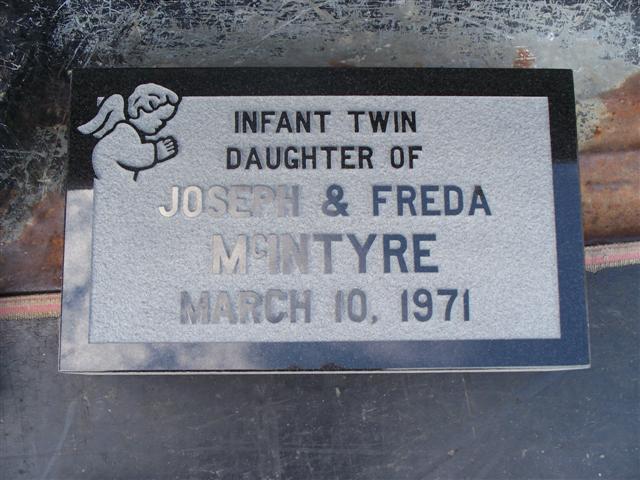 INFANT TWIN
DAUGHTER OF
JOSEPH & FREDA
McINTYRE
MARCH 10, 1971